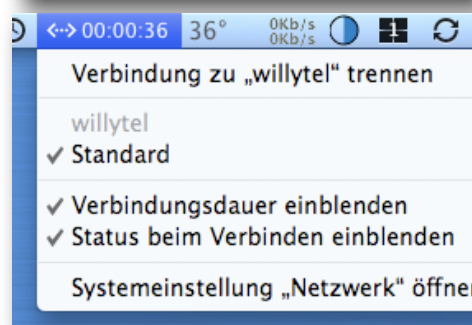 00:00:36 36° 0Kb/s
0Kb/s 1
Verbindung zu „willytel“ trennen
willytel
Standard
Verbindungsdauer einblenden
Status beim Verbinden einblenden
Systemeinstellung „Netzwerk“ öffnen